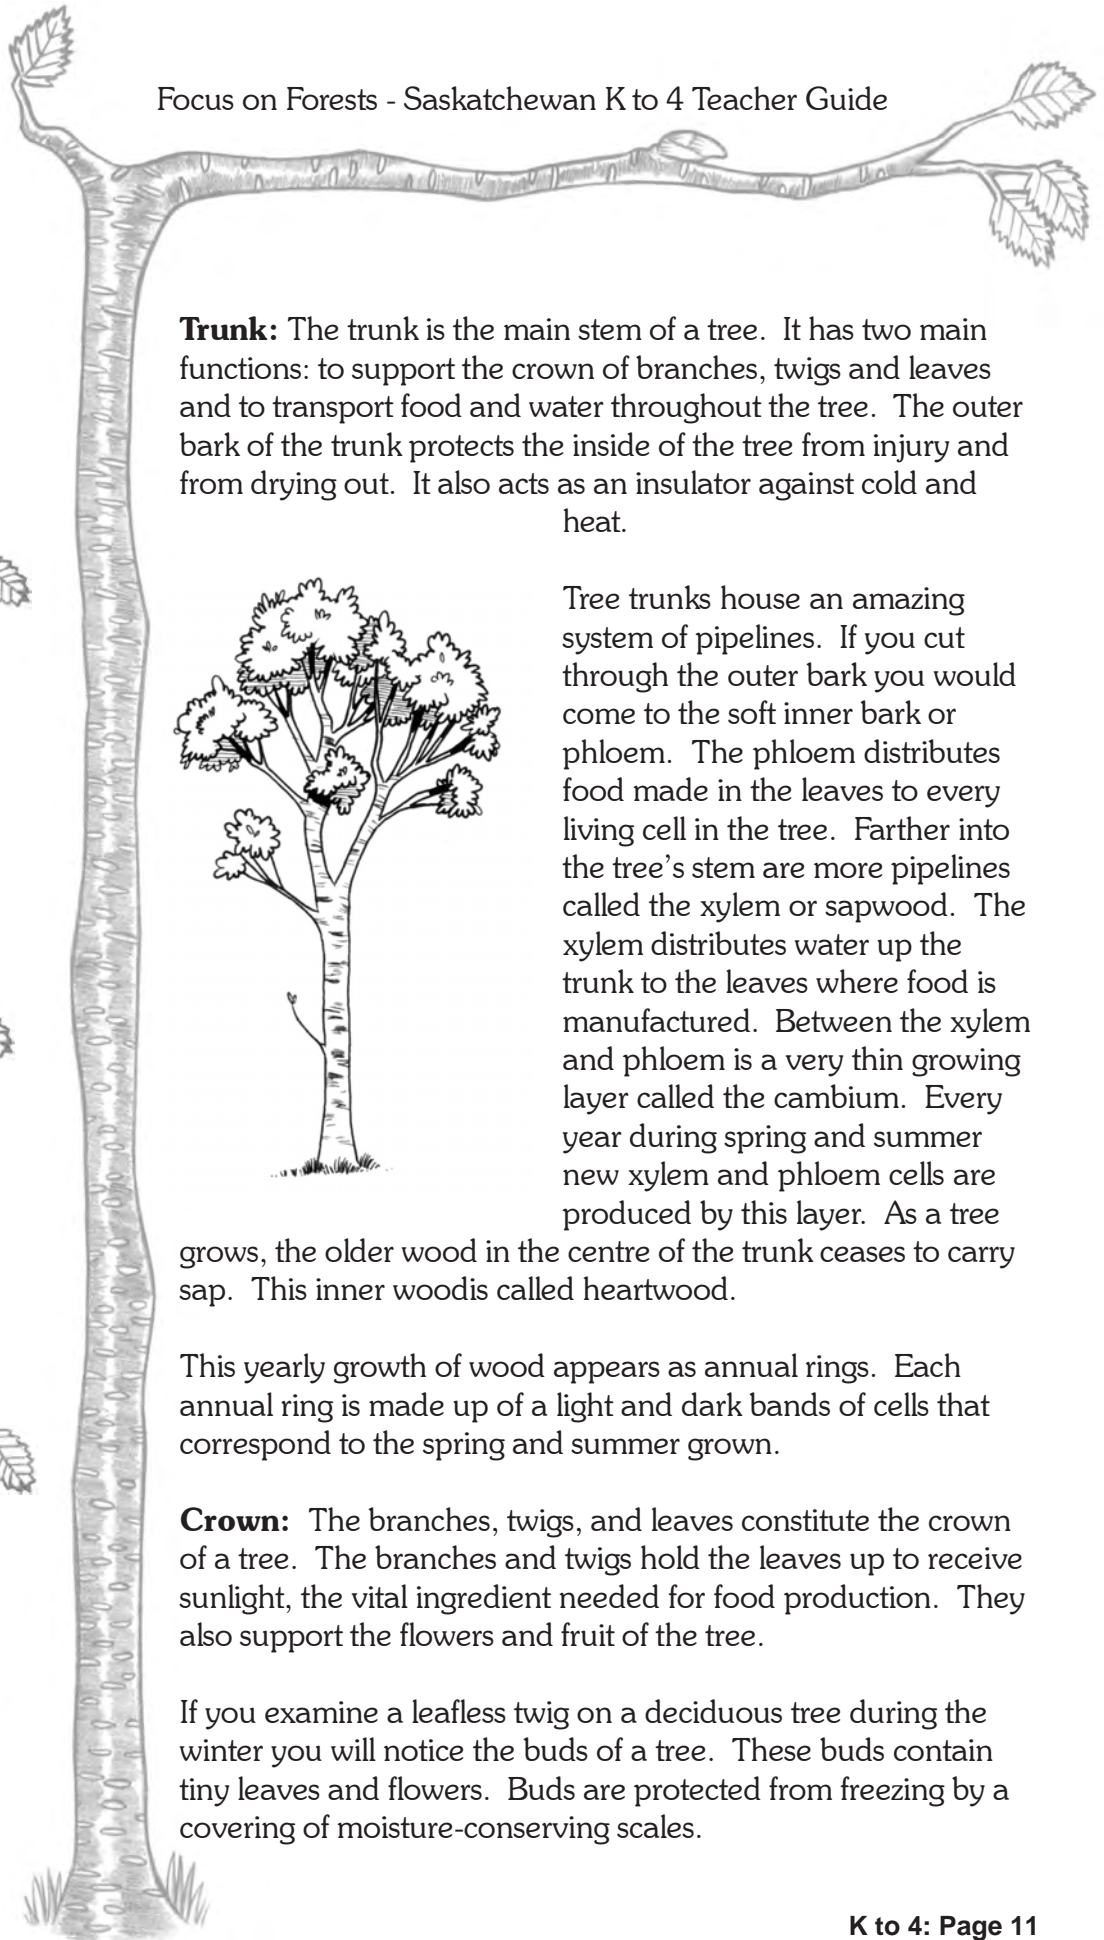 Focus on Forests - Saskatchewan K to 4 Teacher Guide
Trunk: The trunk is the main stem of a tree. It has two main
functions: to support the crown of branches, twigs and leaves
and to transport food and water throughout the tree. The outer
bark of the trunk protects the inside of the tree from injury and
from drying out. It also acts as an insulator against cold and
heat.
Tree trunks house an amazing
system of pipelines. If you cut
through the outer bark you would
come to the soft inner bark or
phloem. The phloem distributes
food made in the leaves to every
living cell in the tree. Farther into
the tree's stem are more pipelines
called the xylem or sapwood. The
xylem distributes water up the
trunk to the leaves where food is
manufactured. Between the xylem
and phloem is a very thin growing
layer called the cambium. Every
year during spring and summer
new xylem and phloem cells are
produced by this layer. As a tree
grows, the older wood in the centre of the trunk ceases to carry
sap. This inner woodis called heartwood.
This yearly growth of wood appears as annual rings. Each
annual ring is made up of a light and dark bands of cells that
correspond to the spring and summer grown.
Crown: The branches, twigs, and leaves constitute the crown
of a tree. The branches and twigs hold the leaves up to receive
sunlight, the vital ingredient needed for food production. They
also support the flowers and fruit of the tree.
If you examine a leafless twig on a deciduous tree during the
winter you will notice the buds of a tree. These buds contain
tiny leaves and flowers. Buds are protected from freezing by a
covering of moisture-conserving scales.
K to 4: Page 11